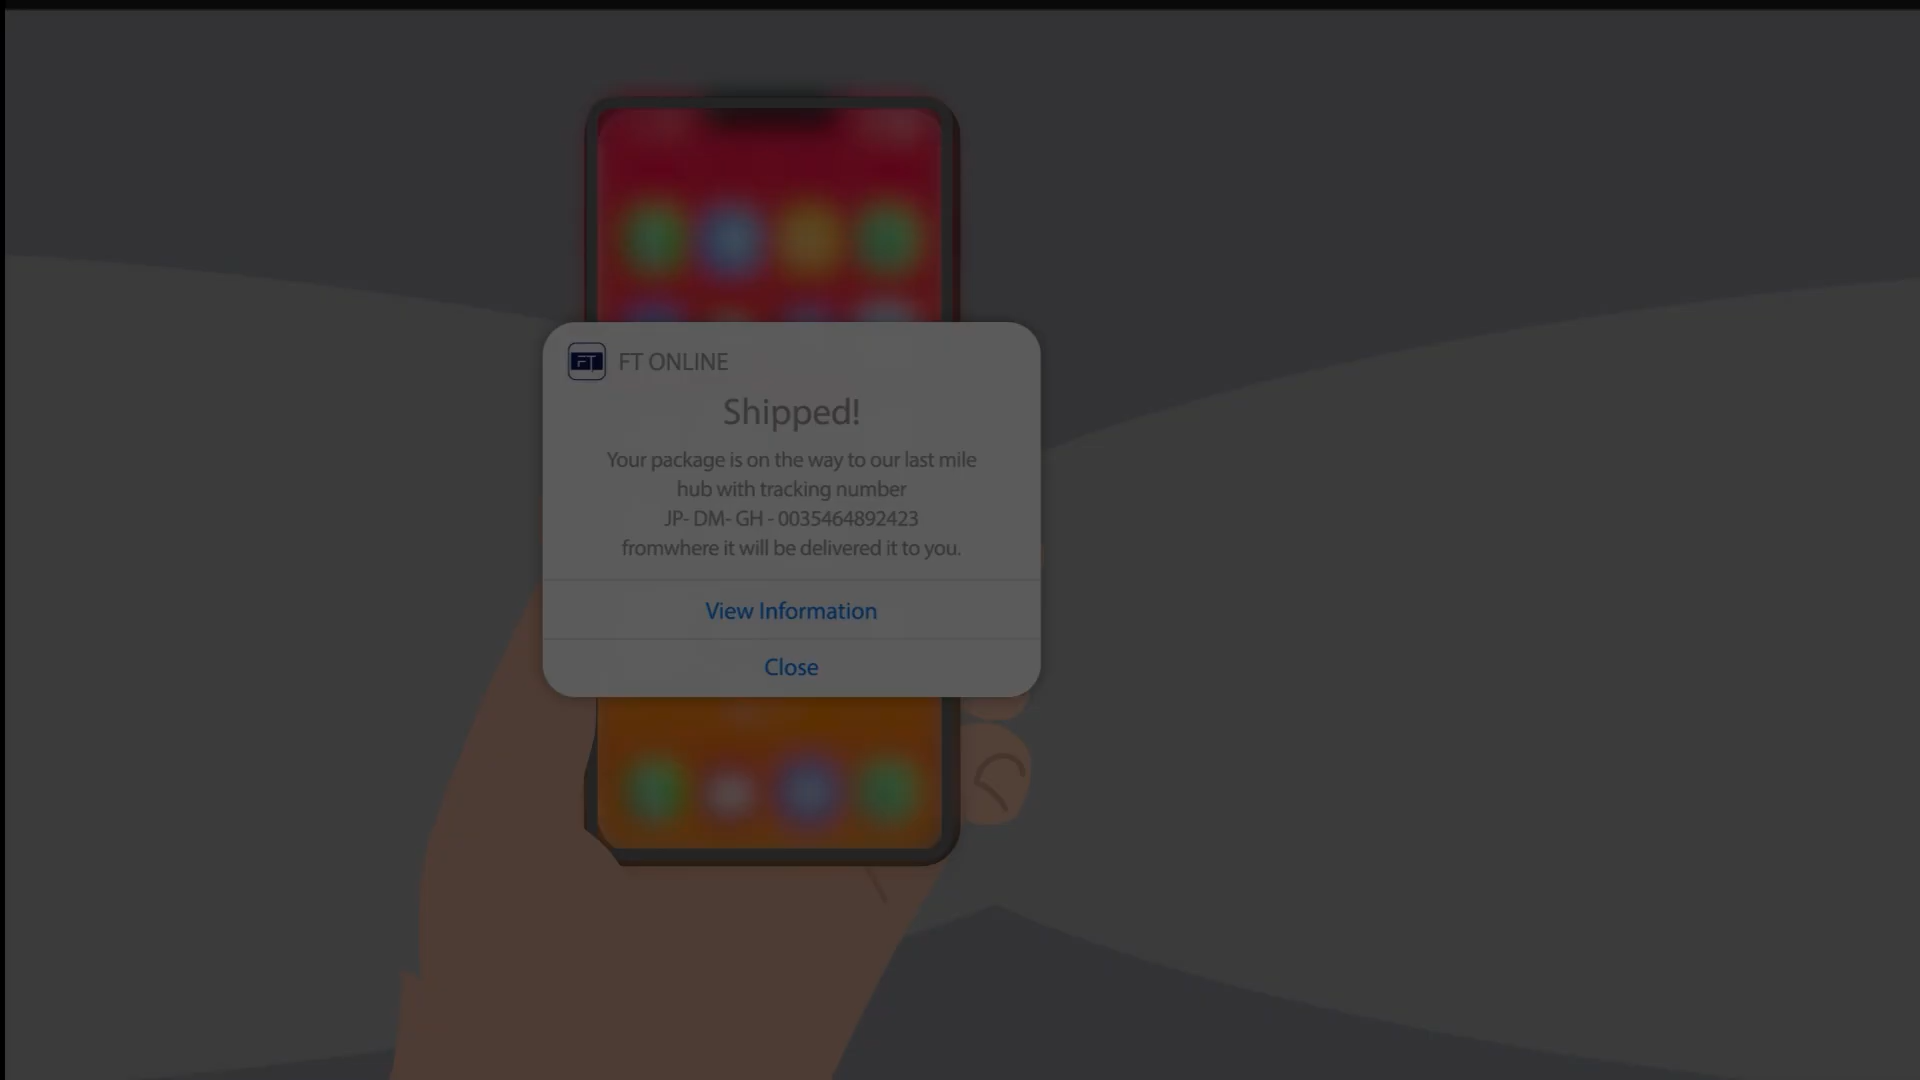 FT FT ONLINE
Shipped!
Your package is on the way to our last mile
hub with tracking number
JP- DM- GH - 0035464892423
fromwhere it will be delivered it to you.
View Information
Close